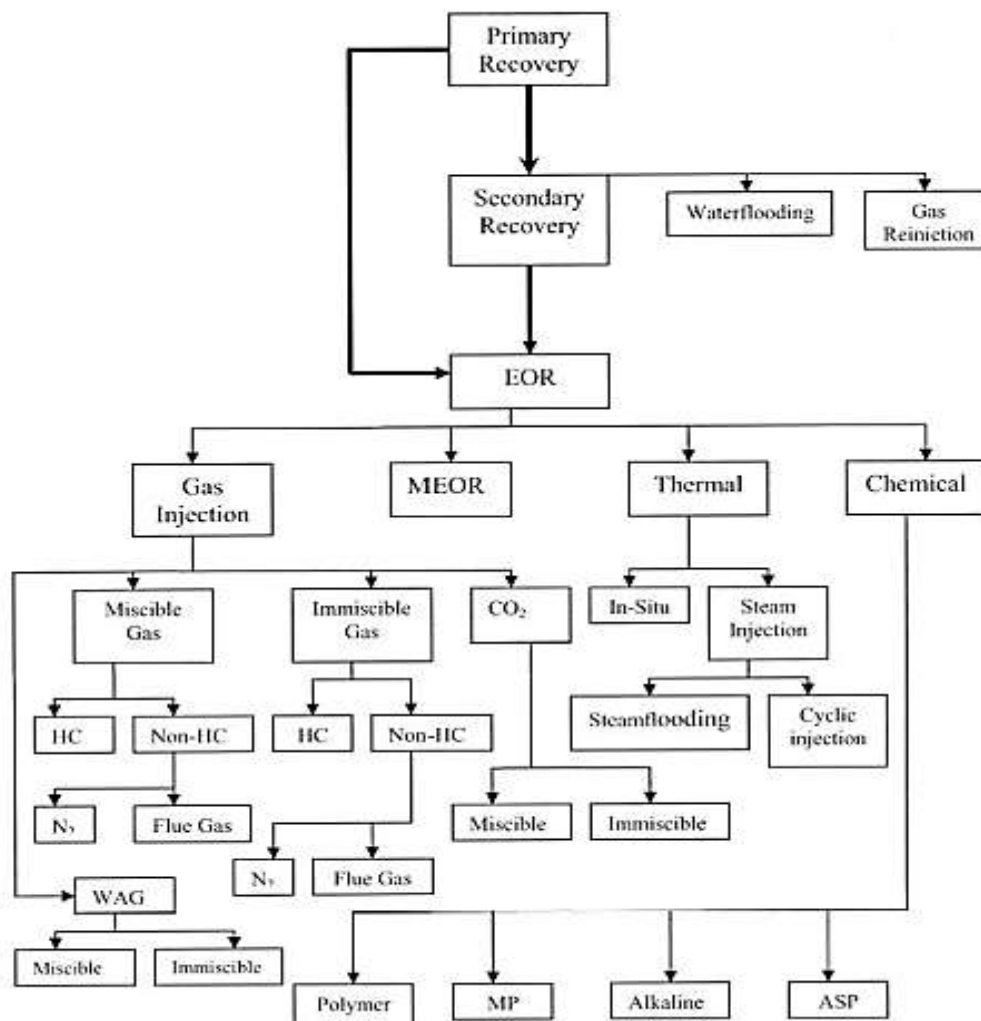 Primary
Recovery
Secondary
Recovery
Waterflooding
Gas
Reiniction
EOR
Gas
Injection
MEOR
Thermal
Chemical
Miscible
Gas
Immiscible
Gas
CO₂
In-Situ
Steam
Injection
HC
Non-HC
HC
Non-HC
Steamflooding
Cyclic
injection
N₂
Flue Gas
Miscible
Immiscible
N₂
Flue Gas
WAG
Miscible
Immiscible
Polymer
MP
Alkaline
ASP